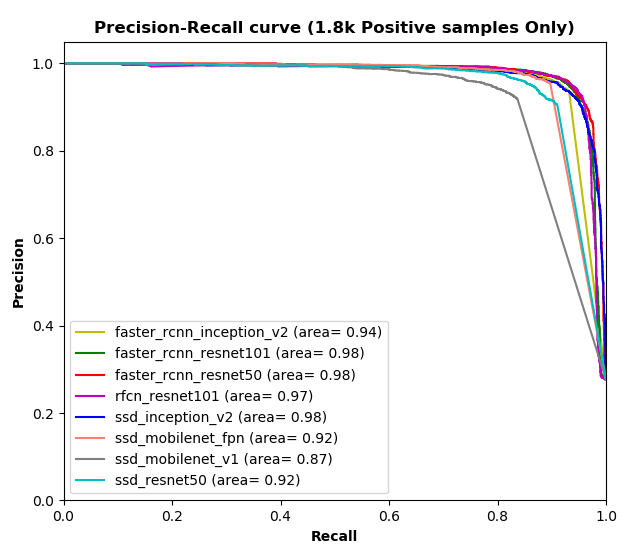 Precision-Recall curve (1.8k Positive samples Only)
1.0
0.8
0.6
0.4
0.2
0.0
Precision
faster_rcnn_inception_v2 (area= 0.94)
faster_rcnn_resnet101 (area= 0.98)
faster_rcnn_resnet50 (area= 0.98)
rfcn_resnet101 (area= 0.97)
ssd_inception_v2 (area= 0.98)
ssd_mobilenet_fpn (area= 0.92)
ssd_mobilenet_v1 (area= 0.87)
ssd_resnet50 (area= 0.92)
0.0 0.2 0.4 0.6 0.8 1.0
Recall